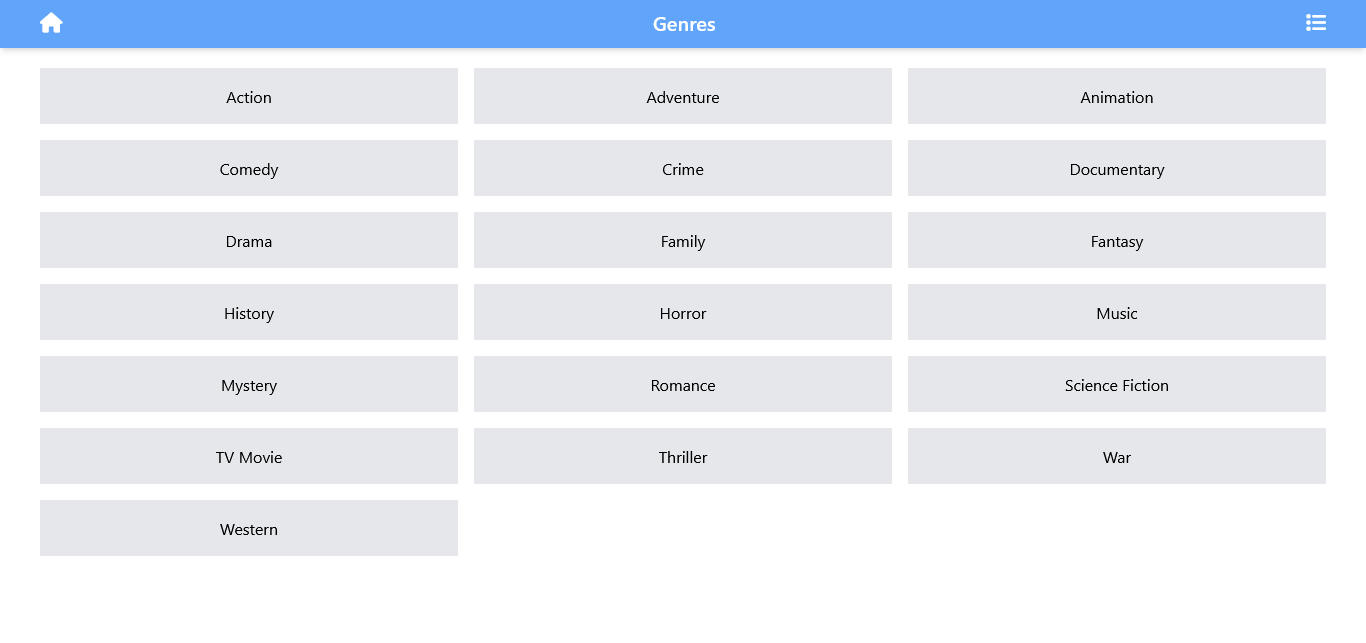 Genres
Action
Adventure
Animation
Comedy
Crime
Documentary
Drama
Family
Fantasy
History
Horror
Music
Mystery
Romance
Science Fiction
TV Movie
Thriller
War
Western